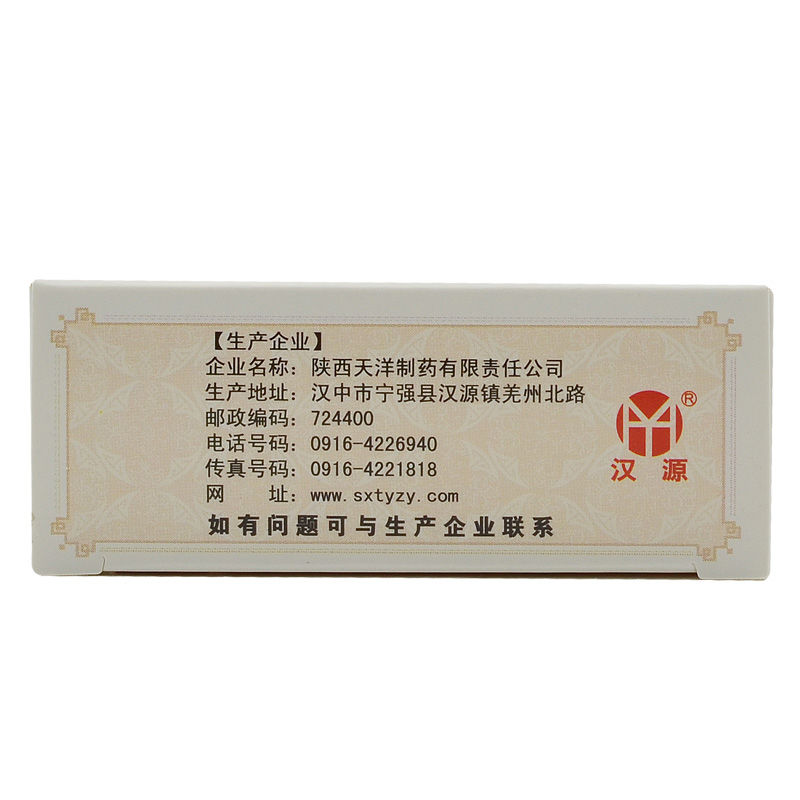 【生产企业】
企业名称：陕西天洋制药有限责任公司
生产地址：汉中市宁强县汉源镇羌州北路
邮政编码：724400
电话号码：0916-4226940
传真号码：0916-4221818
网　　址：www.sxtyzy.com
如有问题可与生产企业联系
®
汉源